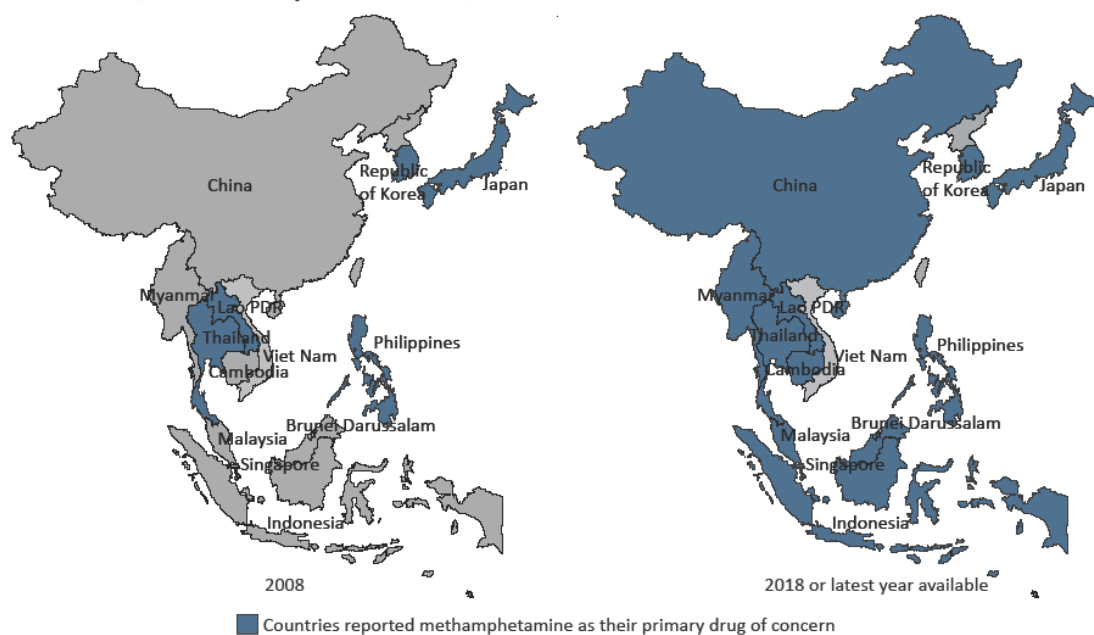 China
Republic
of Korea
Japan
Myanmar
Lao PDR
Thailand
Viet Nam
Cambodia
Philippines
Brunei Darussalam
Malaysia
Singapore
Indonesia
2008
China
Republic
of Korea
Japan
Myanmar
Lao PDR
Thailand
Viet Nam
Cambodia
Philippines
Brunei Darussalam
Malaysia
Singapore
Indonesia
2018 or latest year available
Countries reported methamphetamine as their primary drug of concern